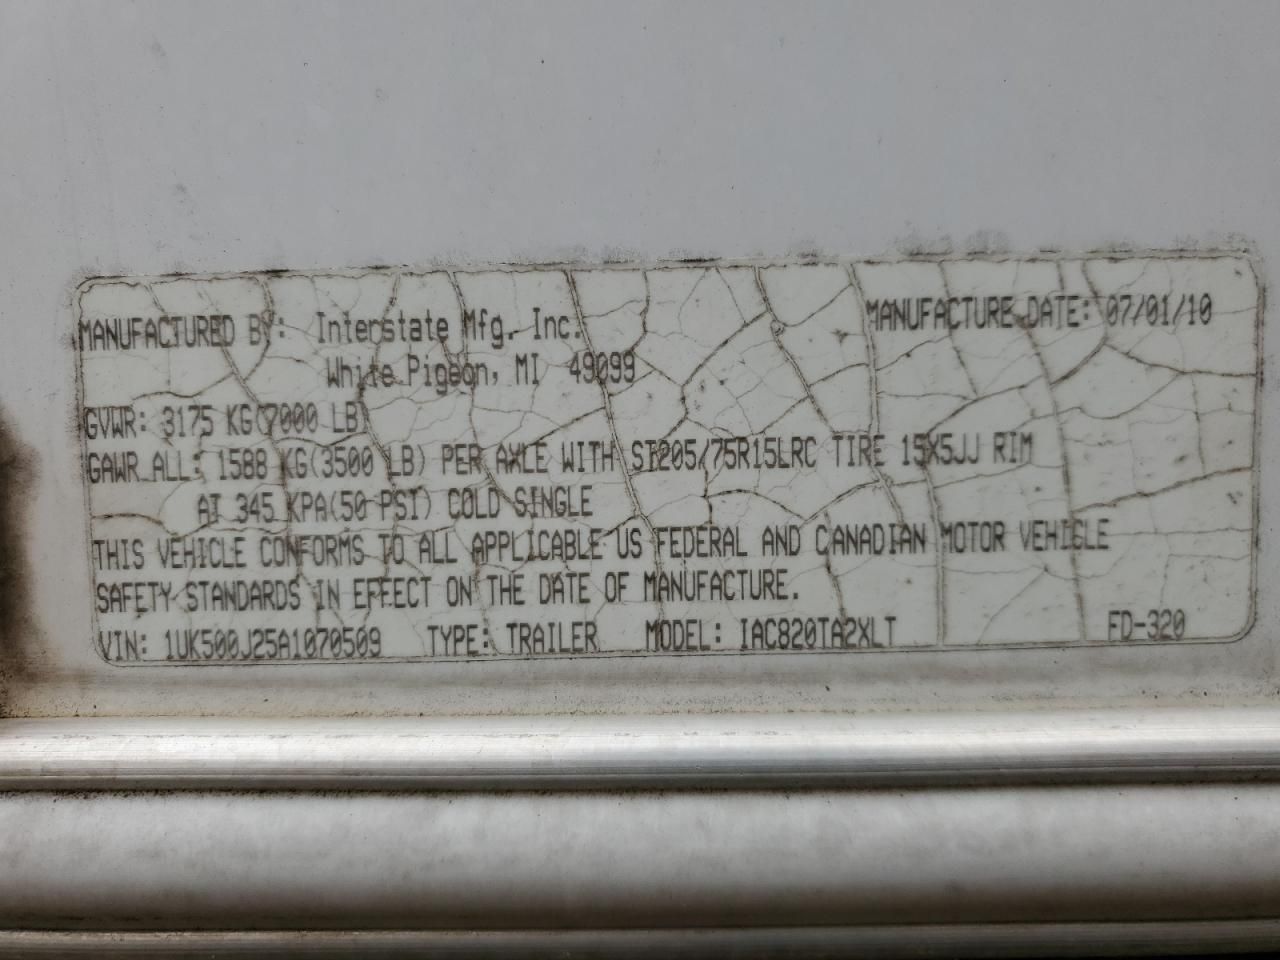 MANUFACTURED BY: Interstate Mfg. Inc. MANUFACTURE DATE: 07/01/10
White Pigeon, MI 49099
GVWR: 3175 KG(7000 LB)
GAWR ALL: 1588 KG(3500 LB) PER AXLE WITH ST205/75R15LRC TIRE 15X5JJ RIM
AT 345 KPA(50 PSI) COLD SINGLE
THIS VEHICLE CONFORMS TO ALL APPLICABLE US FEDERAL AND CANADIAN MOTOR VEHICLE
SAFETY STANDARDS IN EFFECT ON THE DATE OF MANUFACTURE.
VIN: 1UK500J25A1070509 TYPE: TRAILER MODEL: IAC820TA2XLT FD-320